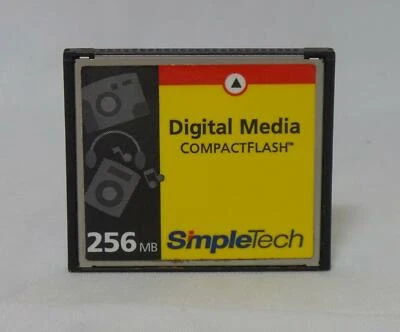 Digital Media
COMPACTFLASH™
256 MB
SimpleTech